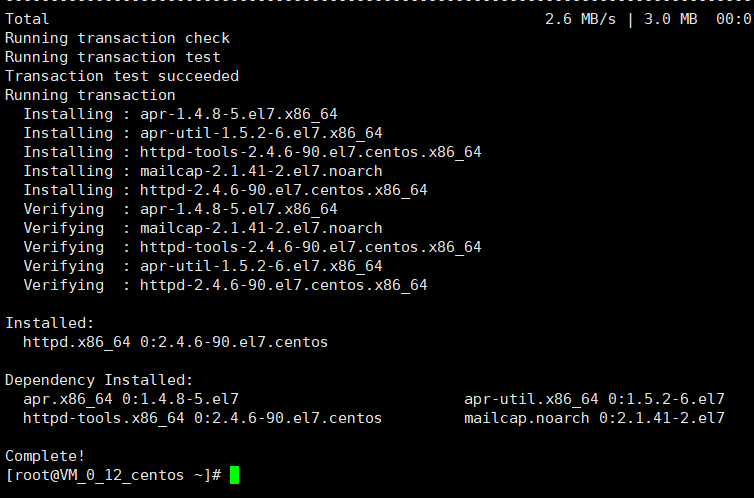 --------------------------------------------------------------------------------
Total                                                       2.6 MB/s | 3.0 MB  00:0
Running transaction check
Running transaction test
Transaction test succeeded
Running transaction
  Installing : apr-1.4.8-5.el7.x86_64
  Installing : apr-util-1.5.2-6.el7.x86_64
  Installing : httpd-tools-2.4.6-90.el7.centos.x86_64
  Installing : mailcap-2.1.41-2.el7.noarch
  Installing : httpd-2.4.6-90.el7.centos.x86_64
  Verifying  : apr-1.4.8-5.el7.x86_64
  Verifying  : mailcap-2.1.41-2.el7.noarch
  Verifying  : httpd-tools-2.4.6-90.el7.centos.x86_64
  Verifying  : apr-util-1.5.2-6.el7.x86_64
  Verifying  : httpd-2.4.6-90.el7.centos.x86_64

Installed:
  httpd.x86_64 0:2.4.6-90.el7.centos

Dependency Installed:
  apr.x86_64 0:1.4.8-5.el7                         apr-util.x86_64 0:1.5.2-6.el7
  httpd-tools.x86_64 0:2.4.6-90.el7.centos         mailcap.noarch 0:2.1.41-2.el7

Complete!
[root@VM_0_12_centos ~]#